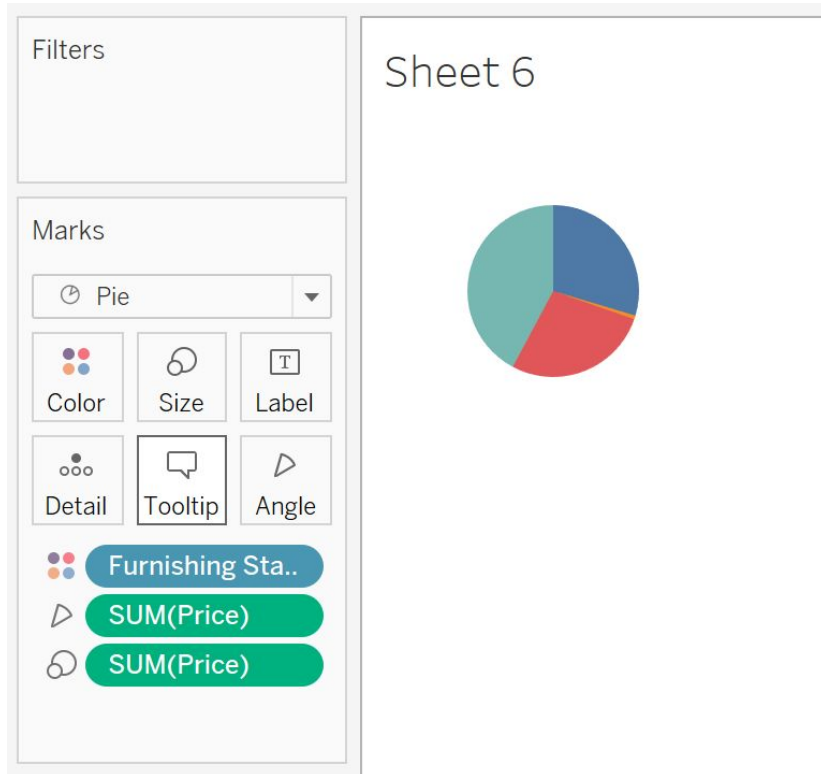 Filters
Marks
Pie
Color Size Label
T
Detail Tooltip Angle
Furnishing Sta..
SUM(Price)
SUM(Price)
Sheet 6